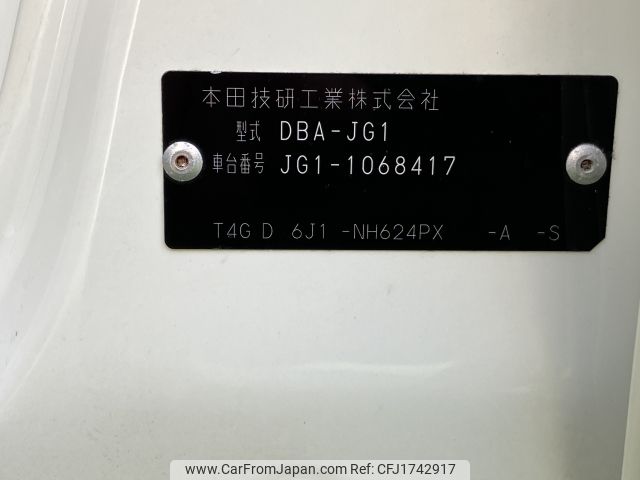 本田技研工業株式会社
型式 DBA-JG1
車台番号 JG1-1068417
T4G D 6J1 -NH624PX -A -S
www.CarFromJapan.com Ref:CFJ1742917